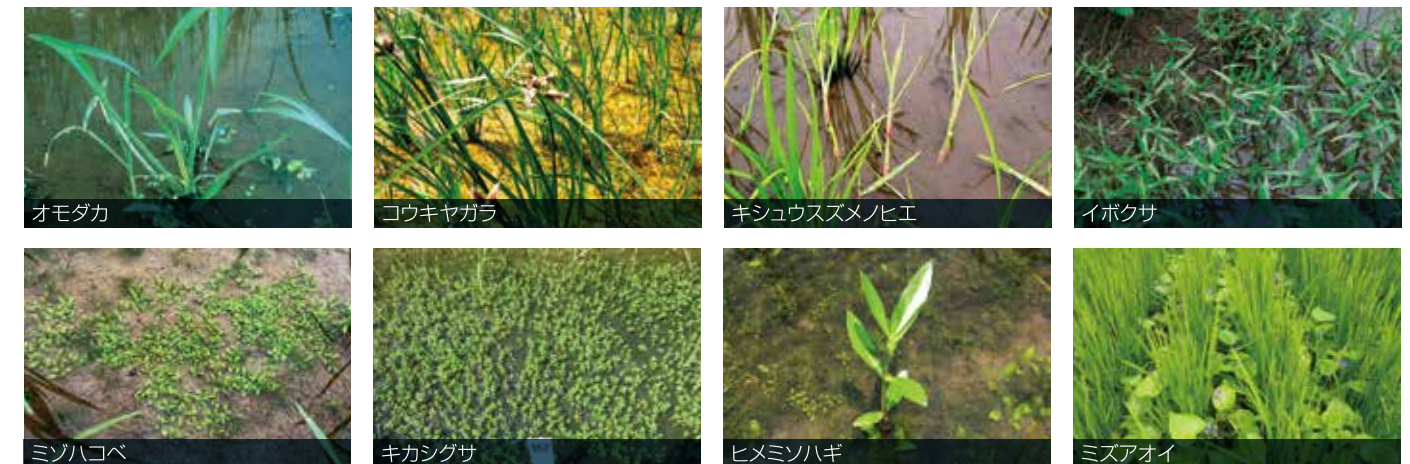 オモダカ
コウキヤガラ
キシュウスズメノヒエ
イボクサ
ミゾハコベ
キカシグサ
ヒメミソハギ
ミズアオイ